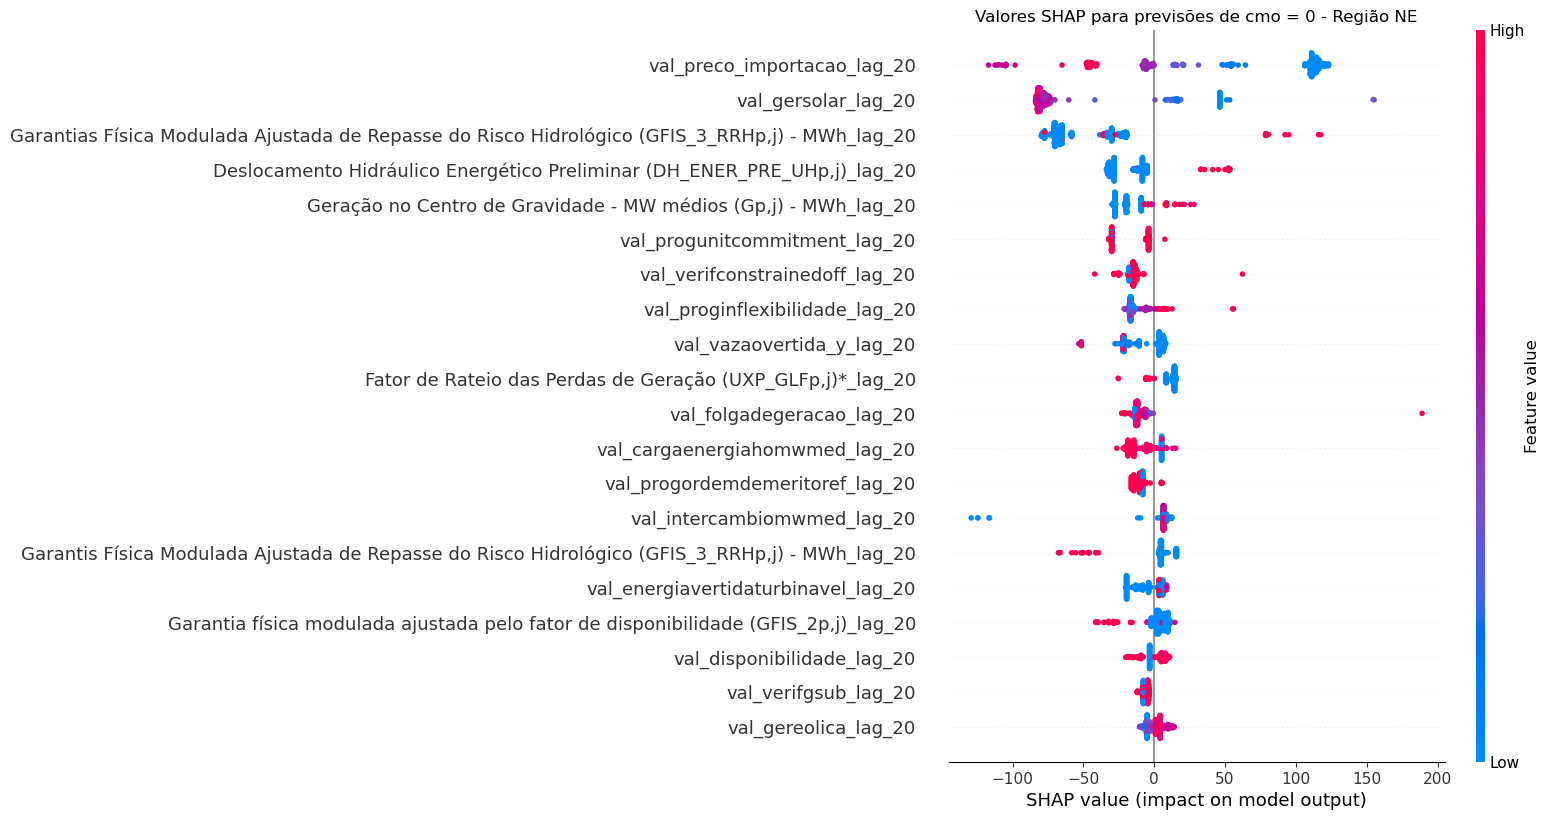 Valores SHAP para previsões de cmo = 0 - Região NE
High
val_preco_importacao_lag_20
val_gersolar_lag_20
Garantias Física Modulada Ajustada de Repasse do Risco Hidrológico (GFIS_3_RRHp,j) - MWh_lag_20
Deslocamento Hidráulico Energético Preliminar (DH_ENER_PRE_UHp,j)_lag_20
Geração no Centro de Gravidade - MW médios (Gp,j) - MWh_lag_20
val_progunitcommitment_lag_20
val_verifconstrainedoff_lag_20
val_proginflexibilidade_lag_20
val_vazaovertida_y_lag_20
Fator de Rateio das Perdas de Geração (UXP_GLFp,j)*_lag_20
val_folgadegeracao_lag_20
val_cargaenergiahomwmed_lag_20
val_progordemdemeritoref_lag_20
val_intercambiomwmed_lag_20
Garantis Física Modulada Ajustada de Repasse do Risco Hidrológico (GFIS_3_RRHp,j) - MWh_lag_20
val_energiavertidaturbinavel_lag_20
Garantia física modulada ajustada pelo fator de disponibilidade (GFIS_2p,j)_lag_20
val_disponibilidade_lag_20
val_verifgsub_lag_20
val_gereolica_lag_20
Feature value
Low
−100 −50 0 50 100 150 200
SHAP value (impact on model output)